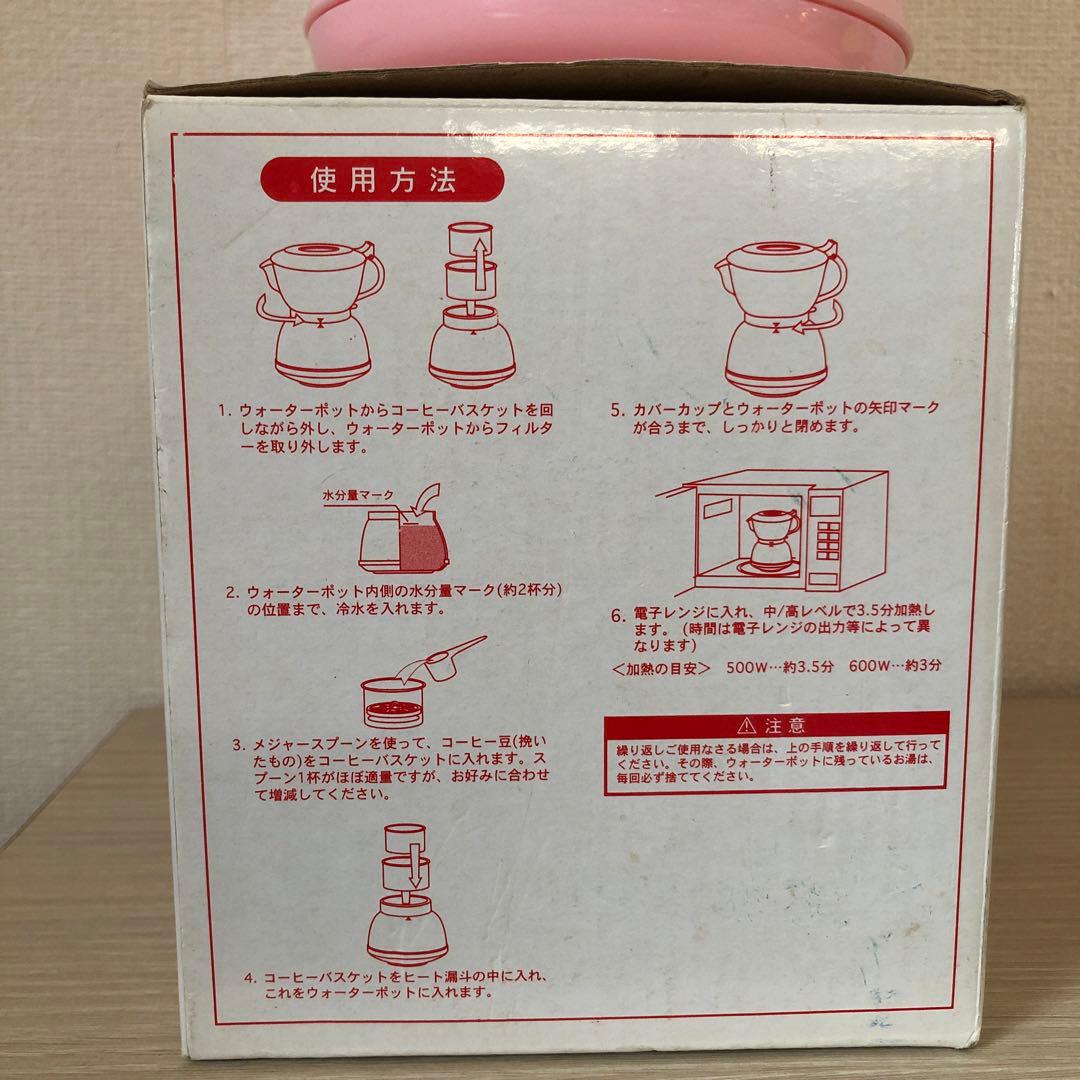 使用方法
1. ウォーターポットからコーヒーバスケットを回
しながら外し、ウォーターポットからフィルタ
ーを取り外します。
水分量マーク
2. ウォーターポット内側の水分量マーク(約2杯分)
の位置まで、冷水を入れます。
3. メジャースプーンを使って、コーヒー豆(挽い
たもの)をコーヒーバスケットに入れます。ス
プーン1杯がほぼ適量ですが、お好みに合わせ
て増減してください。
4. コーヒーバスケットをヒート漏斗の中に入れ、
これをウォーターポットに入れます。
5. カバーカップとウォーターポットの矢印マーク
が合うまで、しっかりと閉めます。
6. 電子レンジに入れ、中/高レベルで3.5分加熱し
ます。(時間は電子レンジの出力等によって異
なります)
＜加熱の目安＞ 500W…約3.5分 600W…約3分
⚠ 注意
繰り返しご使用なさる場合は、上の手順を繰り返して行って
ください。その際、ウォーターポットに残っているお湯は、
毎回必ず捨ててください。